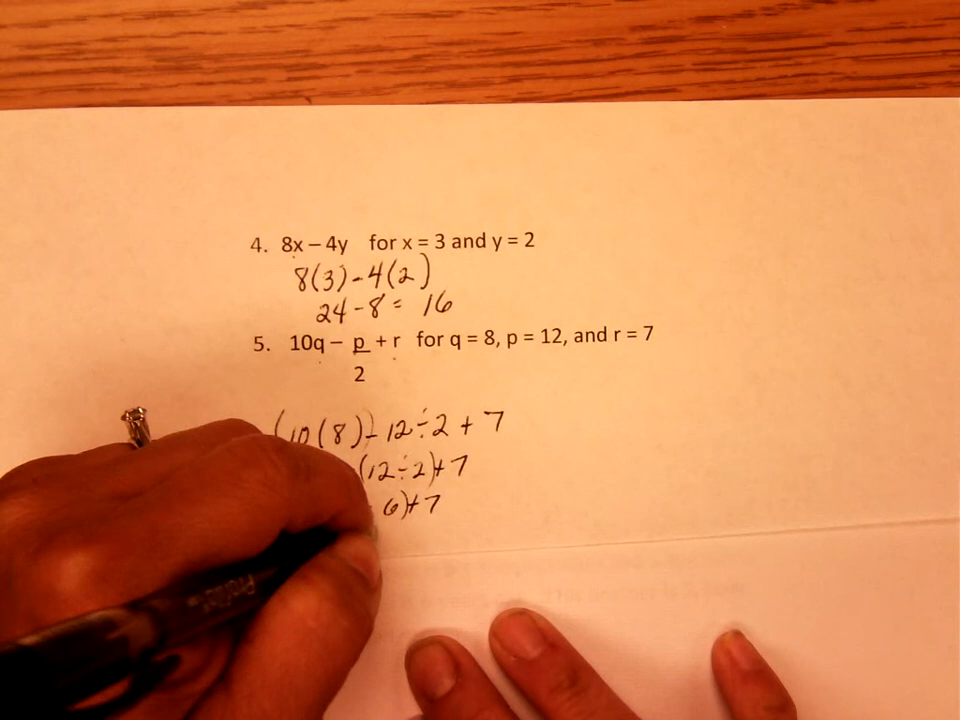 4. 8x – 4y for x = 3 and y = 2
8(3) - 4(2)
24 - 8 = 16
5. 10q – p + r for q = 8, p = 12, and r = 7
2
(10(8)) - 12 ÷ 2 + 7
(12 ÷ 2) + 7
6) + 7